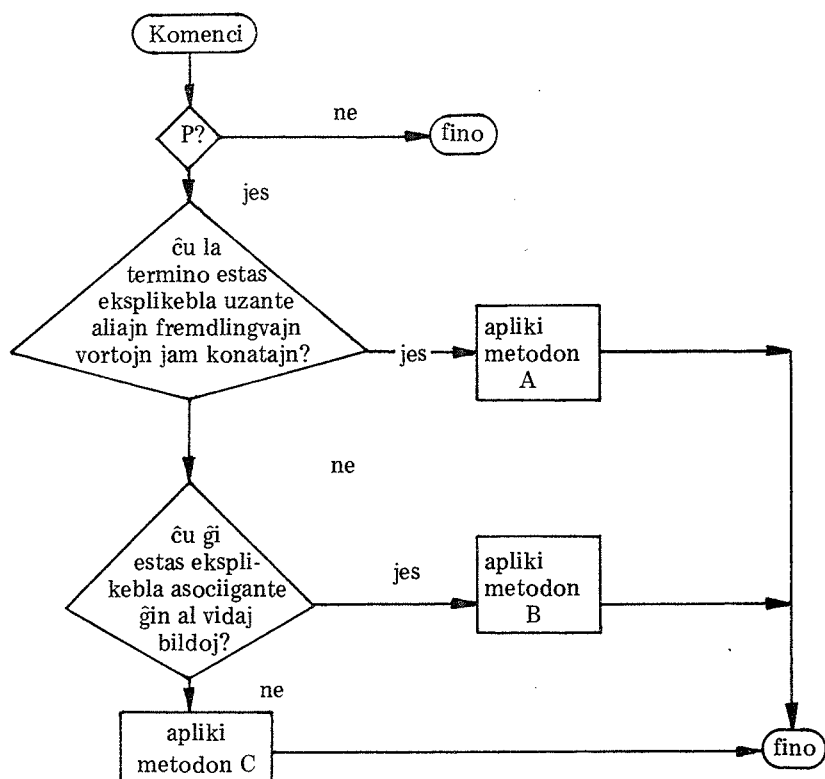 Komenci
P?
ne
fino
jes
ĉu la
termino estas
eksplikebla uzante
aliajn fremdlingvajn
vortojn jam konatajn?
jes
apliki
metodon
A
ne
ĉu ĝi
estas ekspli-
kebla asociigante
ĝin al vidaj
bildoj?
jes
apliki
metodon
B
ne
apliki
metodon C
fino